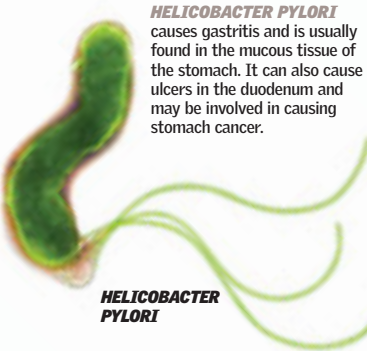 HELICOBACTER PYLORI
causes gastritis and is usually
found in the mucous tissue of
the stomach. It can also cause
ulcers in the duodenum and
may be involved in causing
stomach cancer.
HELICOBACTER
PYLORI